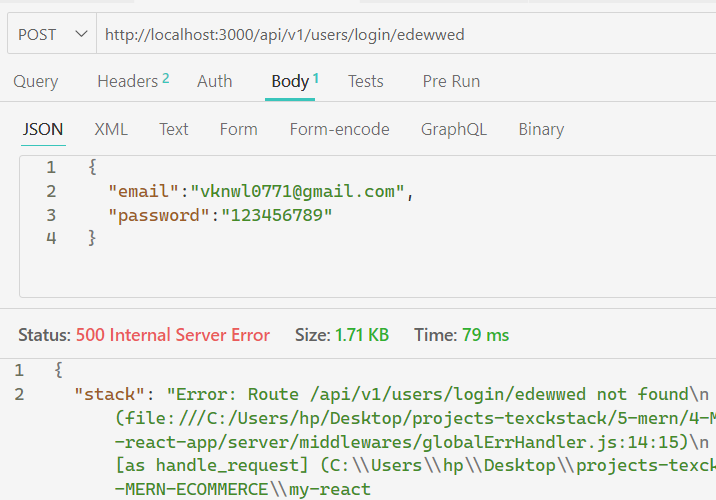 POST http://localhost:3000/api/v1/users/login/edewwed
Query Headers 2 Auth Body 1 Tests Pre Run
JSON XML Text Form Form-encode GraphQL Binary
1 {
2 "email":"vknwl0771@gmail.com",
3 "password":"123456789"
4 }
Status: 500 Internal Server Error Size: 1.71 KB Time: 79 ms
1 {
2 "stack": "Error: Route /api/v1/users/login/edewwed not found\n
(file:///C:/Users/hp/Desktop/projects-texckstack/5-mern/4-M
-react-app/server/middlewares/globalErrHandler.js:14:15)\n
[as handle_request] (C:\\Users\\hp\\Desktop\\projects-texck
-MERN-ECOMMERCE\\my-react